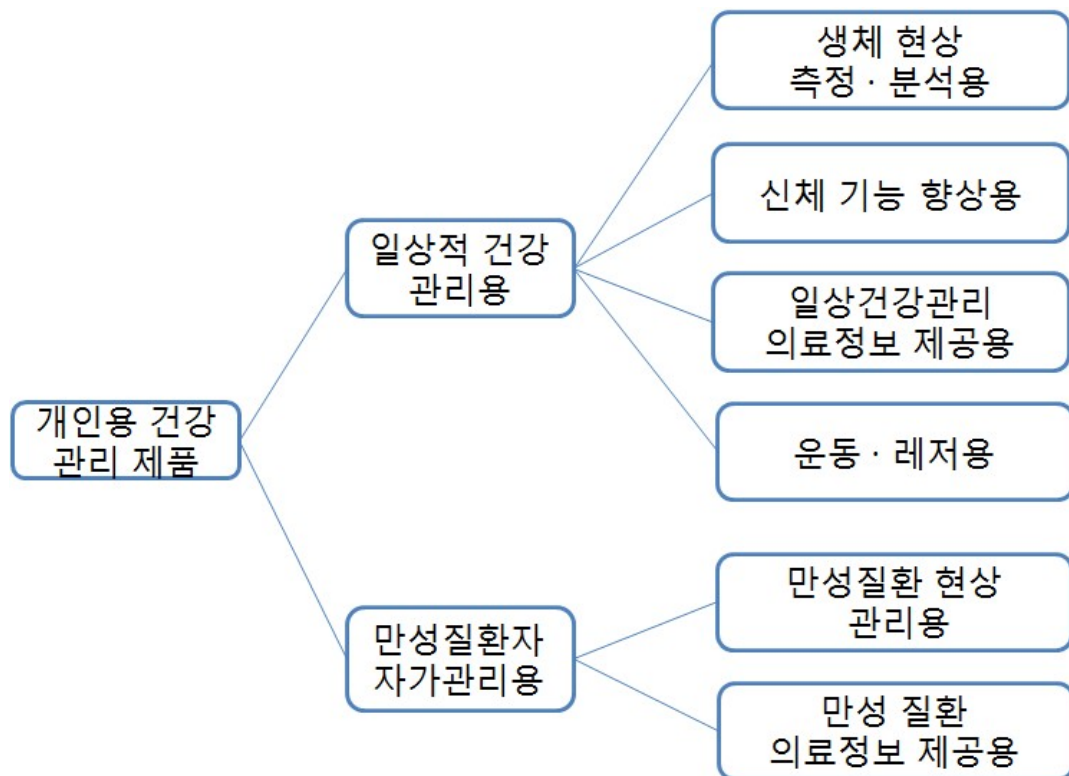 개인용 건강
관리 제품
일상적 건강
관리용
생체 현상
측정 · 분석용
신체 기능 향상용
일상건강관리
의료정보 제공용
운동 · 레저용
만성질환자
자가관리용
만성질환 현상
관리용
만성 질환
의료정보 제공용